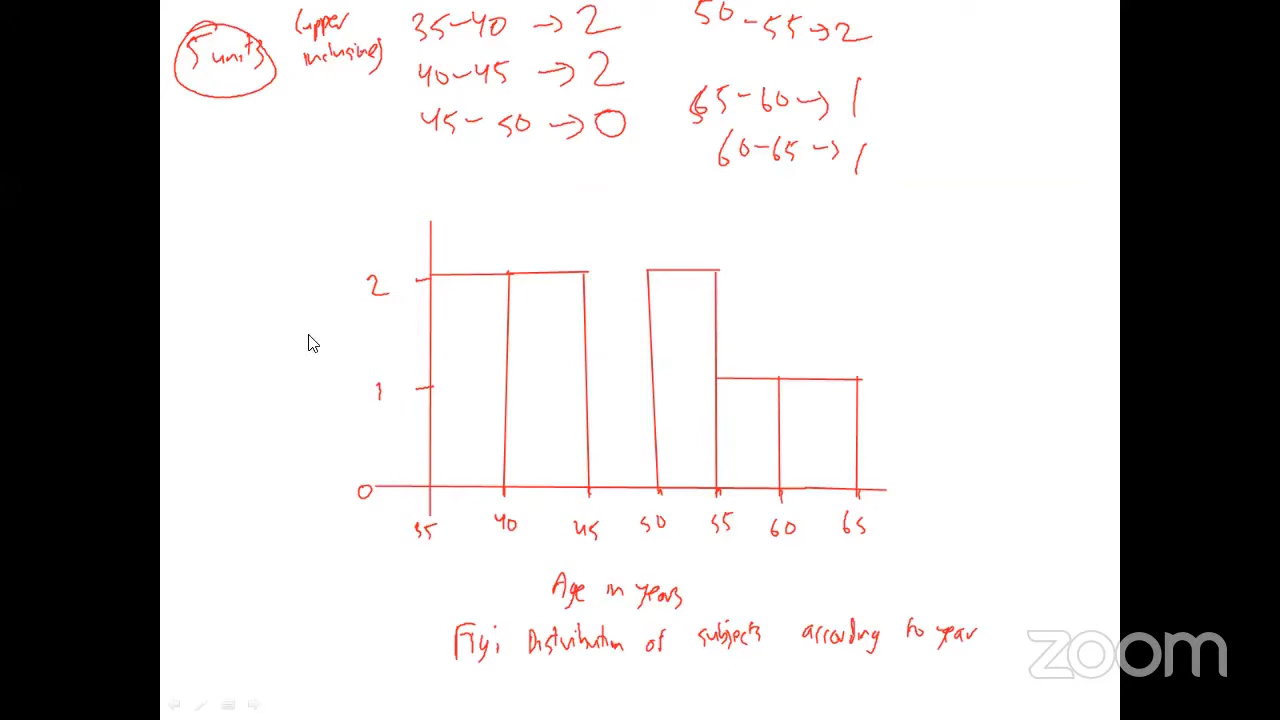 5 units
(upper
inclusive)
35-40 → 2
40-45 → 2
45-50 → 0
50-55 → 2
55-60 → 1
60-65 → 1
2
1
0
35 40 45 50 55 60 65
Age in years
Fig: Distribution of subjects according to year
zoom